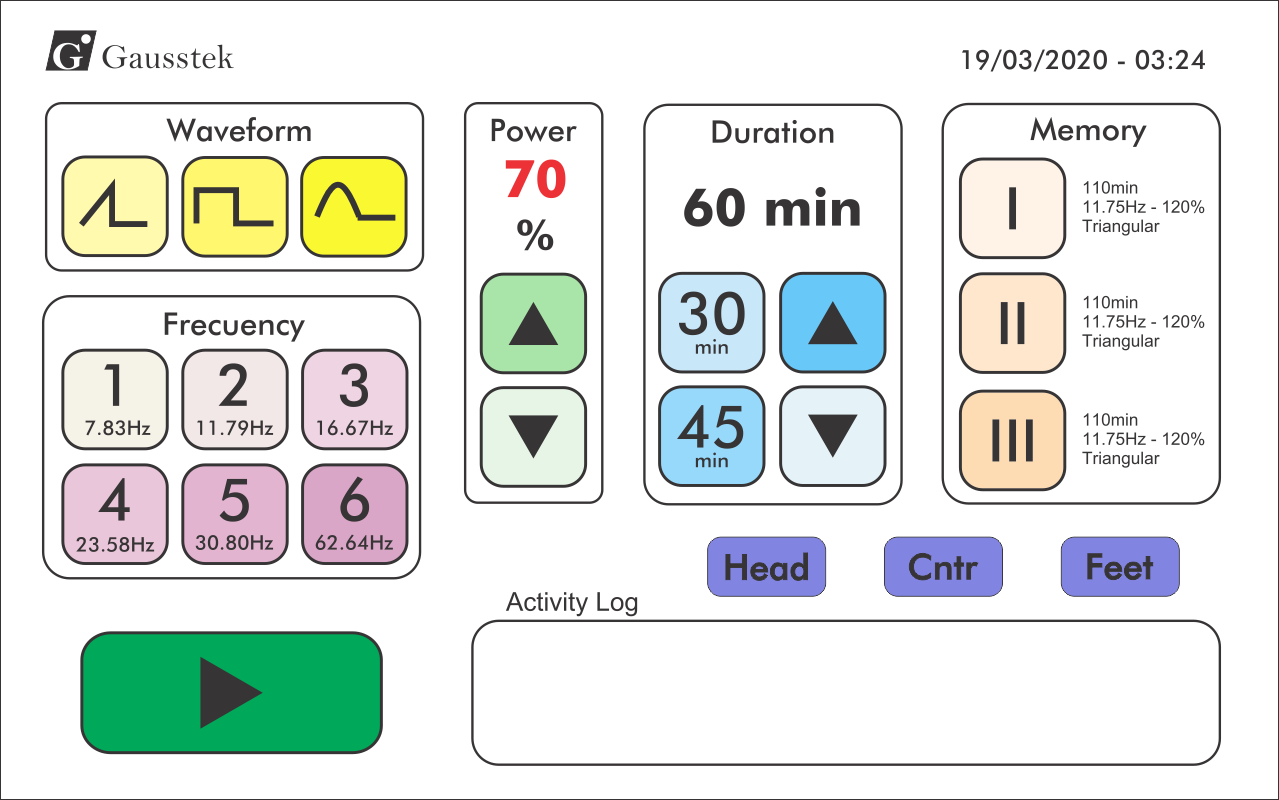 G Gausstek
19/03/2020 - 03:24
Waveform
Frecuency
1
7.83Hz
2
11.79Hz
3
16.67Hz
4
23.58Hz
5
30.80Hz
6
62.64Hz
Power
70
%
Duration
60 min
30
min
45
min
Memory
I
110min
11.75Hz - 120%
Triangular
II
110min
11.75Hz - 120%
Triangular
III
110min
11.75Hz - 120%
Triangular
Head
Cntr
Feet
Activity Log